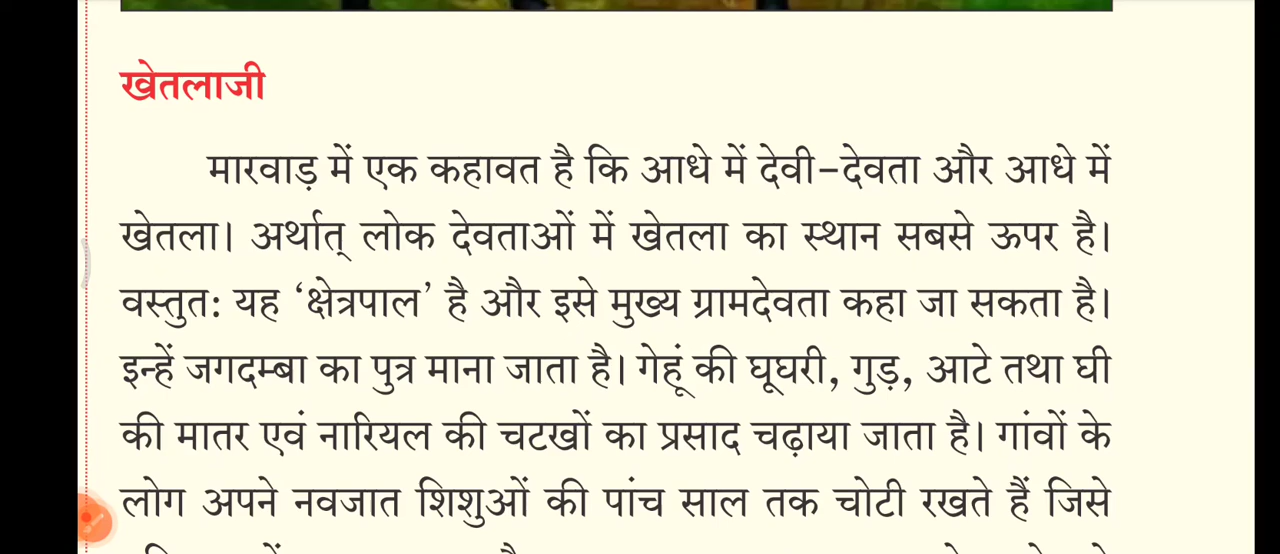 खेतलाजी
मारवाड़ में एक कहावत है कि आधे में देवी-देवता और आधे में
खेतला। अर्थात् लोक देवताओं में खेतला का स्थान सबसे ऊपर है।
वस्तुत: यह ‘क्षेत्रपाल’ है और इसे मुख्य ग्रामदेवता कहा जा सकता है।
इन्हें जगदम्बा का पुत्र माना जाता है। गेहूं की घूघरी, गुड़, आटे तथा घी
की मातर एवं नारियल की चटखों का प्रसाद चढ़ाया जाता है। गांवों के
लोग अपने नवजात शिशुओं की पांच साल तक चोटी रखते हैं जिसे